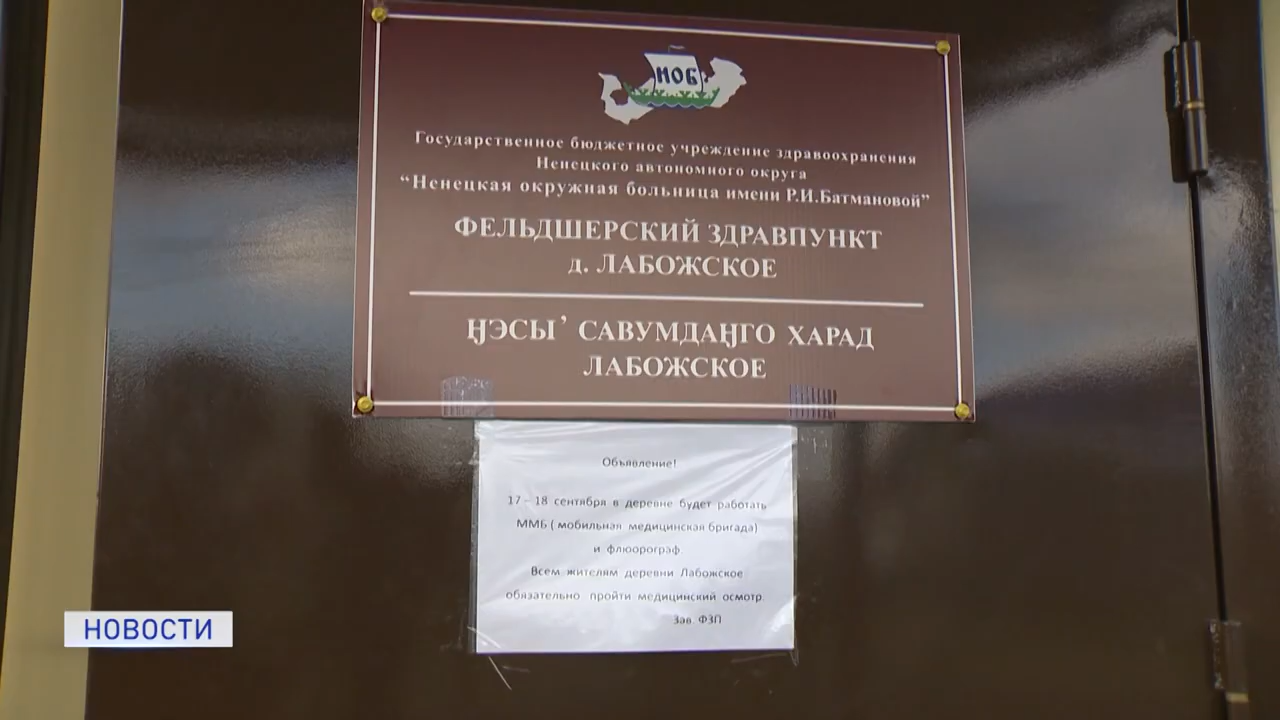 НОБ
Государственное бюджетное учреждение здравоохранения
Ненецкого автономного округа
“Ненецкая окружная больница имени Р.И.Батмановой”
ФЕЛЬДШЕРСКИЙ ЗДРАВПУНКТ
д. ЛАБОЖСКОЕ
ӇЭСЫʼ САВУМДАӇГО ХАРАД
ЛАБОЖСКОЕ
Объявление!
17 – 18 сентября в деревне будет работать
ММБ ( мобильная медицинская бригада)
и флюорограф.
Всем жителям деревни Лабожское
обязательно пройти медицинский осмотр.
Зав. ФЗП
НОВОСТИ